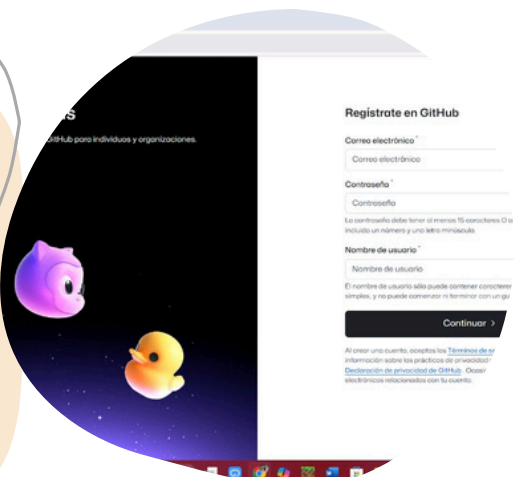 GitHub para individuos y organizaciones.
Regístrate en GitHub
Correo electrónico *
Correo electrónico
Contraseña *
Contraseña
La contraseña debe tener al menos 15 caracteres O
incluido un número y una letra minúscula.
Nombre de usuario *
Nombre de usuario
El nombre de usuario sólo puede contener caracteres
simples, y no puede comenzar ni terminar con un
Continuar >
Al crear una cuenta, aceptas los Términos de
información sobre las prácticas de privacidad
Declaración de privacidad de GitHub.
electrónicos relacionados con tu cuenta.